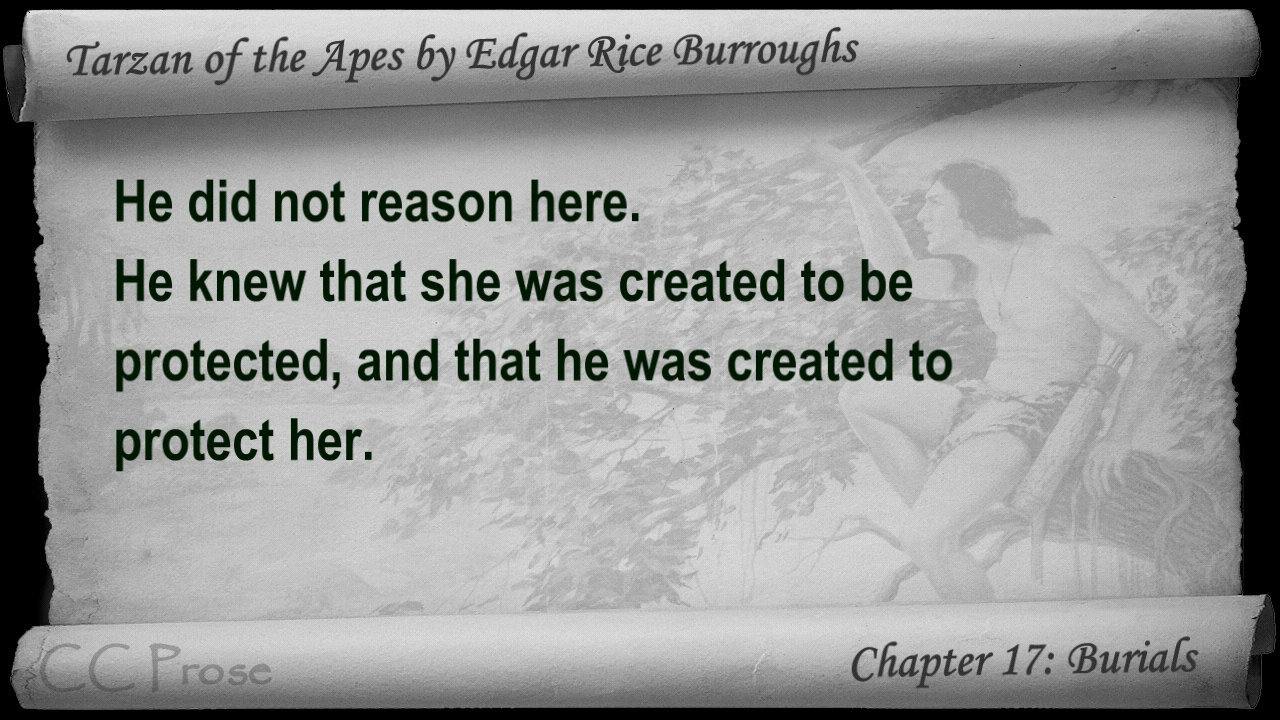 Tarzan of the Apes by Edgar Rice Burroughs
He did not reason here.
He knew that she was created to be
protected, and that he was created to
protect her.
CC Prose
Chapter 17: Burials